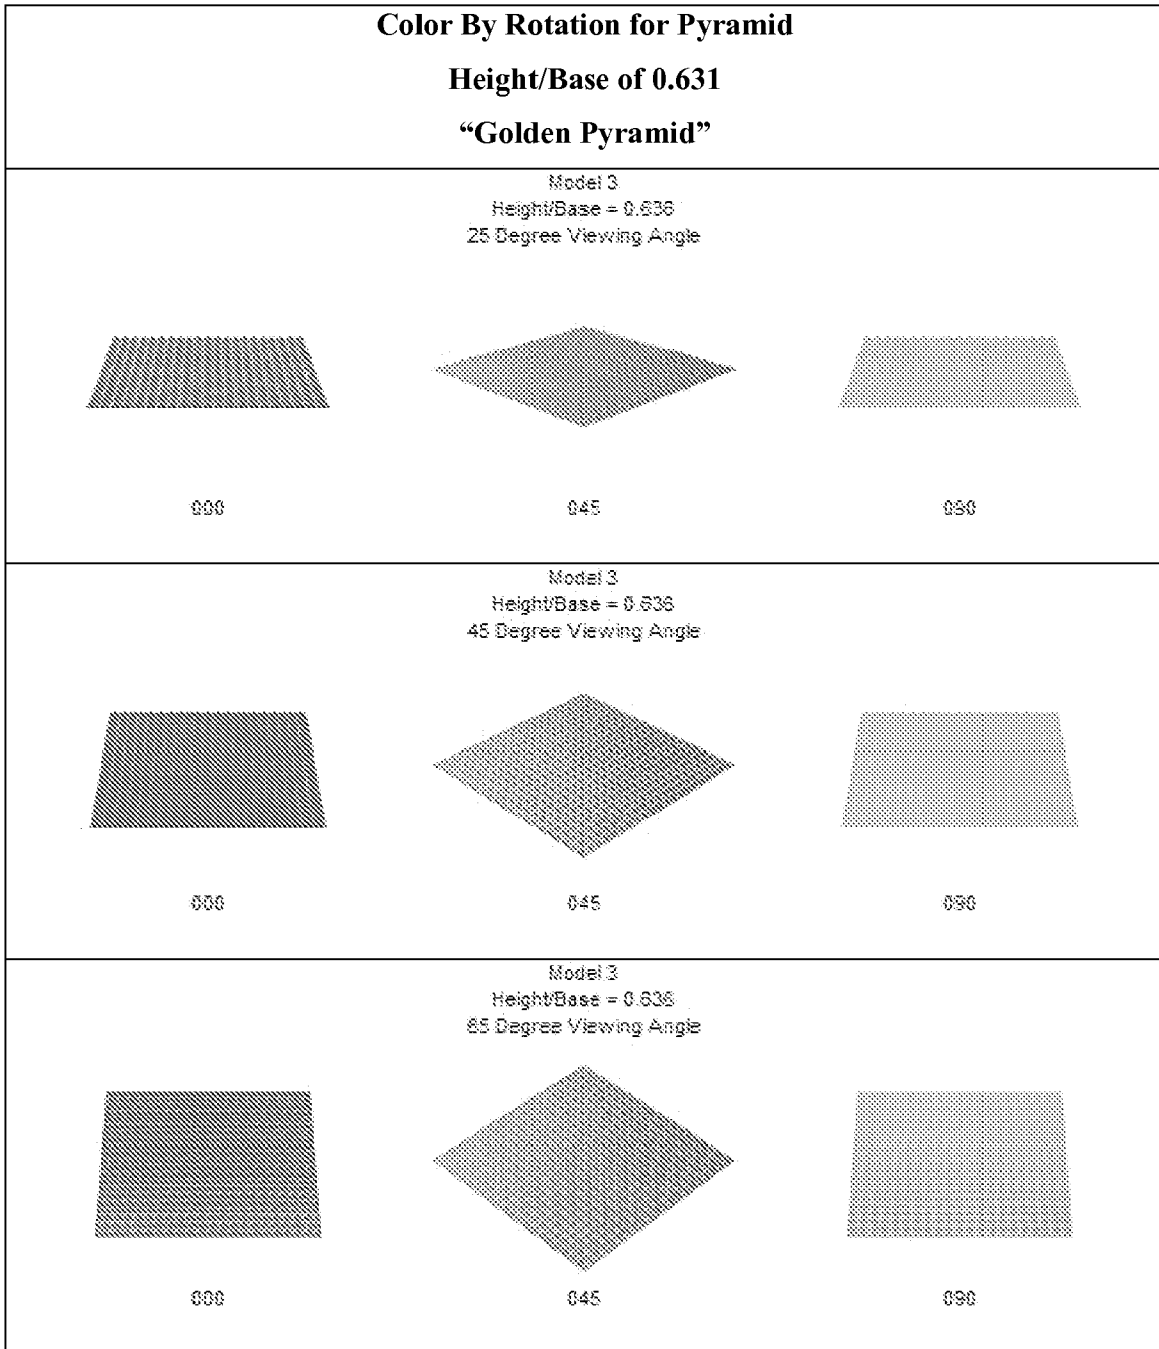 Color By Rotation for Pyramid
Height/Base of 0.631
“Golden Pyramid”
Model 3
Height/Base = 0.636
25 Degree Viewing Angle
000 045 090
Model 3
Height/Base = 0.636
45 Degree Viewing Angle
000 045 090
Model 3
Height/Base = 0.636
65 Degree Viewing Angle
000 045 090